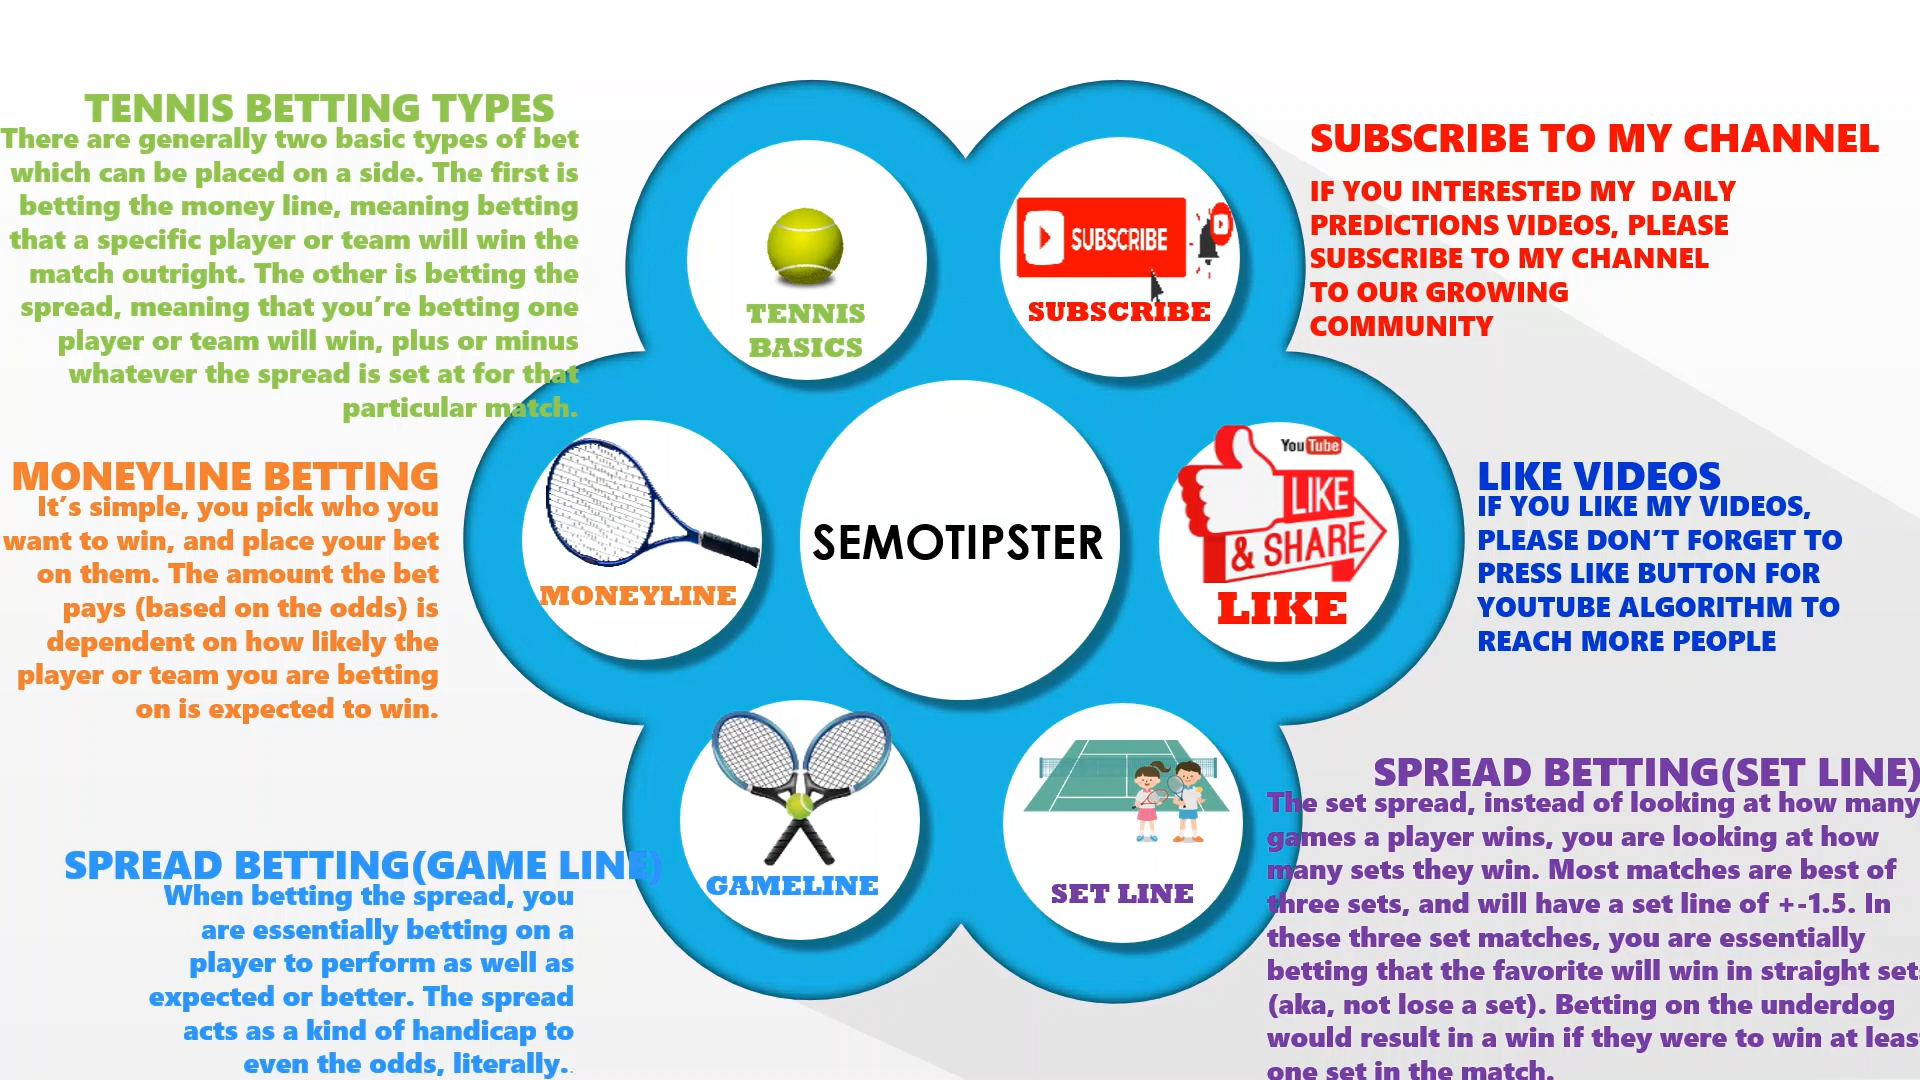 TENNIS BETTING TYPES
There are generally two basic types of bet
which can be placed on a side. The first is
betting the money line, meaning betting
that a specific player or team will win the
match outright. The other is betting the
spread, meaning that you’re betting one
player or team will win, plus or minus
whatever the spread is set at for that
particular match.
MONEYLINE BETTING
It’s simple, you pick who you
want to win, and place your bet
on them. The amount the bet
pays (based on the odds) is
dependent on how likely the
player or team you are betting
on is expected to win.
SPREAD BETTING(GAME LINE)
When betting the spread, you
are essentially betting on a
player to perform as well as
expected or better. The spread
acts as a kind of handicap to
even the odds, literally..
TENNIS
BASICS
SUBSCRIBE
SUBSCRIBE
MONEYLINE
SEMOTIPSTER
YouTube
LIKE
& SHARE
LIKE
GAMELINE
SET LINE
SUBSCRIBE TO MY CHANNEL
IF YOU INTERESTED MY DAILY
PREDICTIONS VIDEOS, PLEASE
SUBSCRIBE TO MY CHANNEL
TO OUR GROWING
COMMUNITY
LIKE VIDEOS
IF YOU LIKE MY VIDEOS,
PLEASE DON’T FORGET TO
PRESS LIKE BUTTON FOR
YOUTUBE ALGORITHM TO
REACH MORE PEOPLE
SPREAD BETTING(SET LINE)
The set spread, instead of looking at how many
games a player wins, you are looking at how
many sets they win. Most matches are best of
three sets, and will have a set line of +-1.5. In
these three set matches, you are essentially
betting that the favorite will win in straight sets
(aka, not lose a set). Betting on the underdog
would result in a win if they were to win at least
one set in the match.